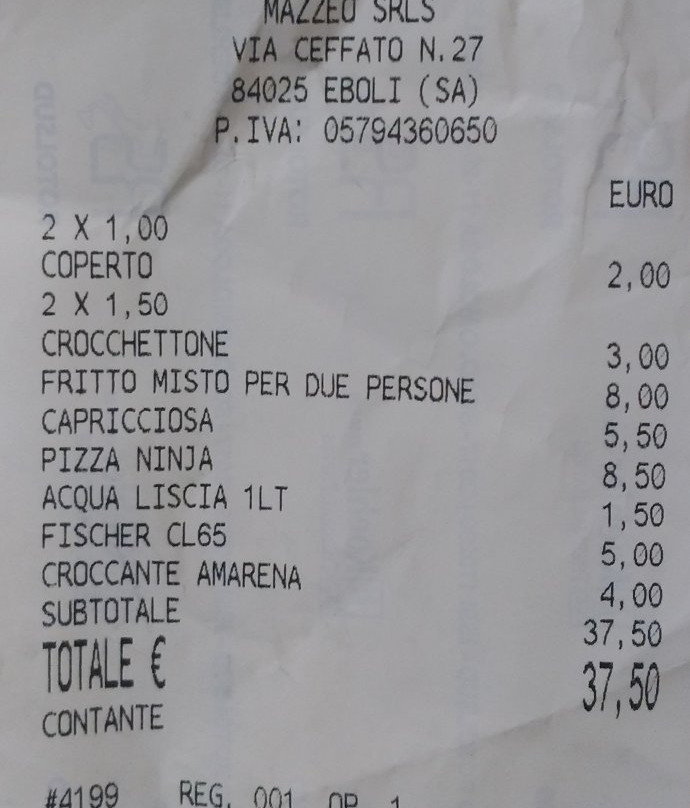 MAZZEO SRLS
VIA CEFFATO N.27
84025 EBOLI (SA)
P.IVA: 05794360650
EURO
2 X 1,00
COPERTO 2,00
2 X 1,50
CROCCHETTONE 3,00
FRITTO MISTO PER DUE PERSONE 8,00
CAPRICCIOSA 5,50
PIZZA NINJA 8,50
ACQUA LISCIA 1LT 1,50
FISCHER CL65 5,00
CROCCANTE AMARENA 4,00
SUBTOTALE 37,50
TOTALE € 37,50
CONTANTE
#4199 REG. 001 OP 1